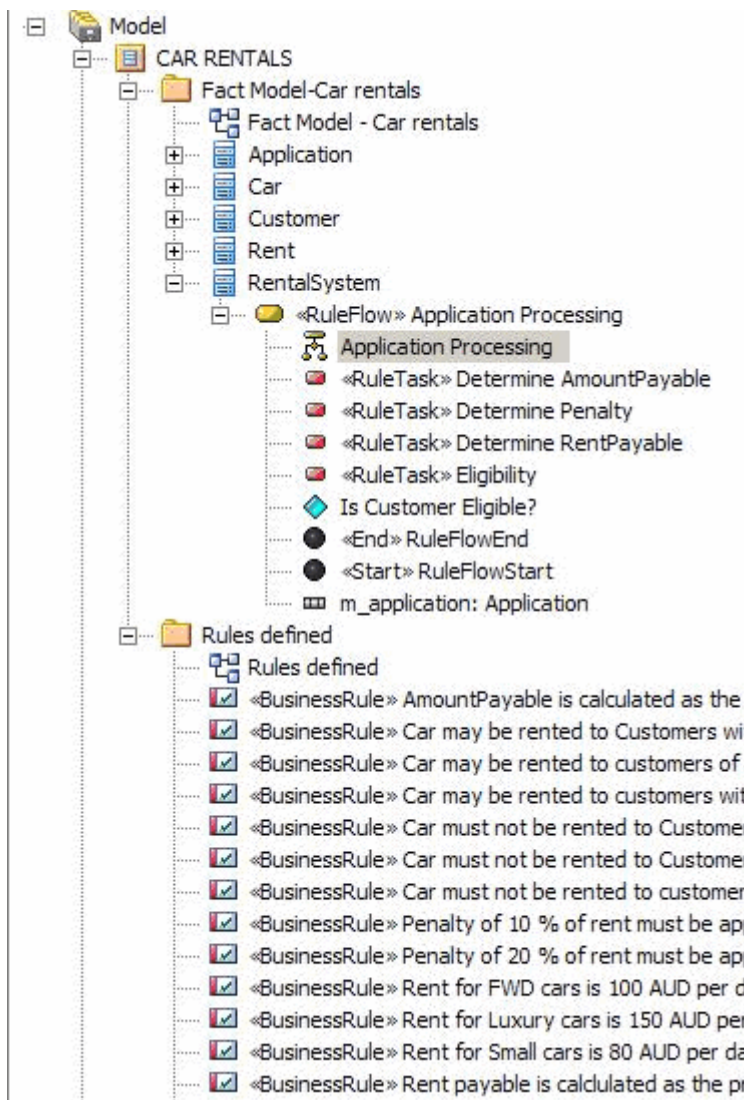 Model
CAR RENTALS
Fact Model-Car rentals
Fact Model - Car rentals
Application
Car
Customer
Rent
RentalSystem
«RuleFlow» Application Processing
Application Processing
«RuleTask» Determine AmountPayable
«RuleTask» Determine Penalty
«RuleTask» Determine RentPayable
«RuleTask» Eligibility
Is Customer Eligible?
«End» RuleFlowEnd
«Start» RuleFlowStart
m_application: Application
Rules defined
Rules defined
«BusinessRule» AmountPayable is calculated as the
«BusinessRule» Car may be rented to Customers wi
«BusinessRule» Car may be rented to customers of
«BusinessRule» Car may be rented to customers wit
«BusinessRule» Car must not be rented to Custome
«BusinessRule» Car must not be rented to Custome
«BusinessRule» Car must not be rented to customer
«BusinessRule» Penalty of 10 % of rent must be ap
«BusinessRule» Penalty of 20 % of rent must be ap
«BusinessRule» Rent for FWD cars is 100 AUD per d
«BusinessRule» Rent for Luxury cars is 150 AUD per
«BusinessRule» Rent for Small cars is 80 AUD per da
«BusinessRule» Rent payable is caldulated as the pr